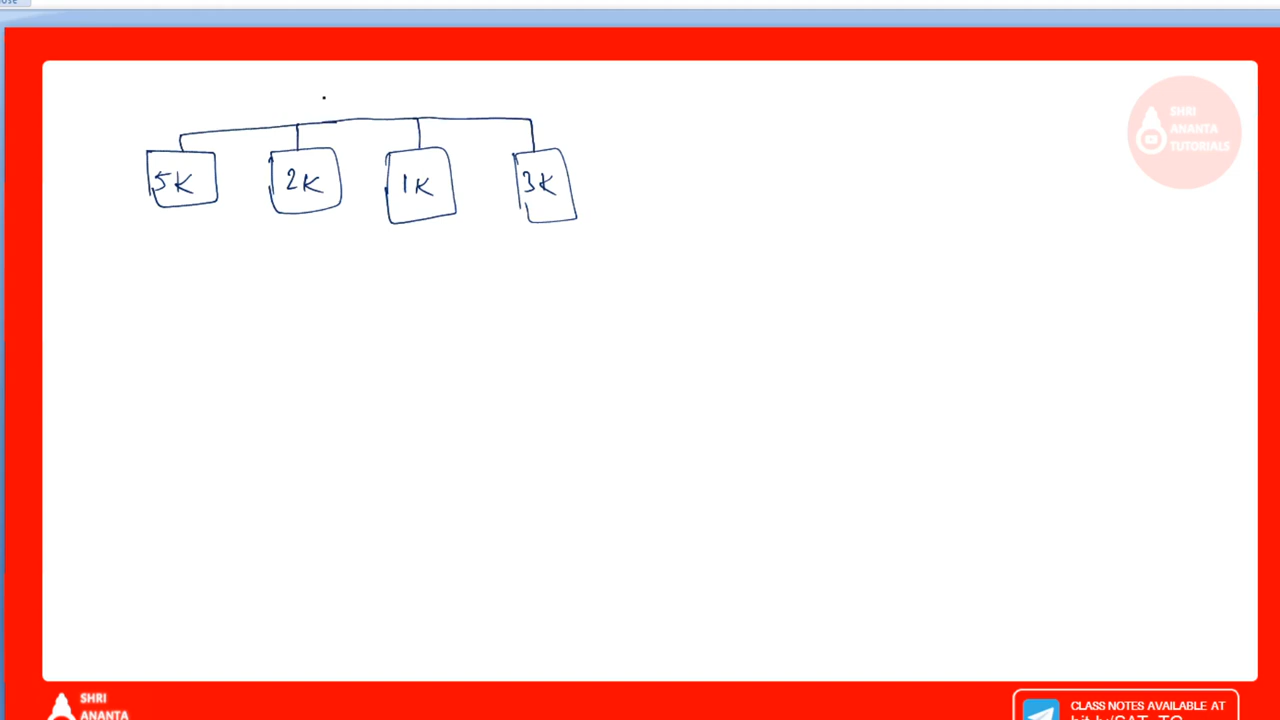 SHRI
ANANTA
TUTORIALS
5K 2K 1K 3K
SHRI
ANANTA
CLASS NOTES AVAILABLE AT